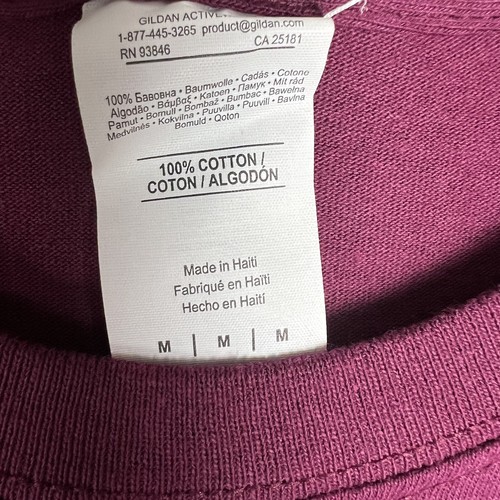 GILDAN ACTIVE
1-877-445-3265 product@gildan.com
RN 93846 CA 25181
100% Бавовна • Baumwolle • Cadás • Cotone
Algodão • Βάμβαξ • Katoen • Памук • Mit rád
Pamut • Bomull • Bombaž • Bumbac • Bawełna
Medvilnės • Kokvilna • Puuvilla • Puuvill • Bavlna
Bomuld • Qoton
100% COTTON /
COTON / ALGODÓN
Made in Haiti
Fabriqué en Haïti
Hecho en Haití
M | M | M